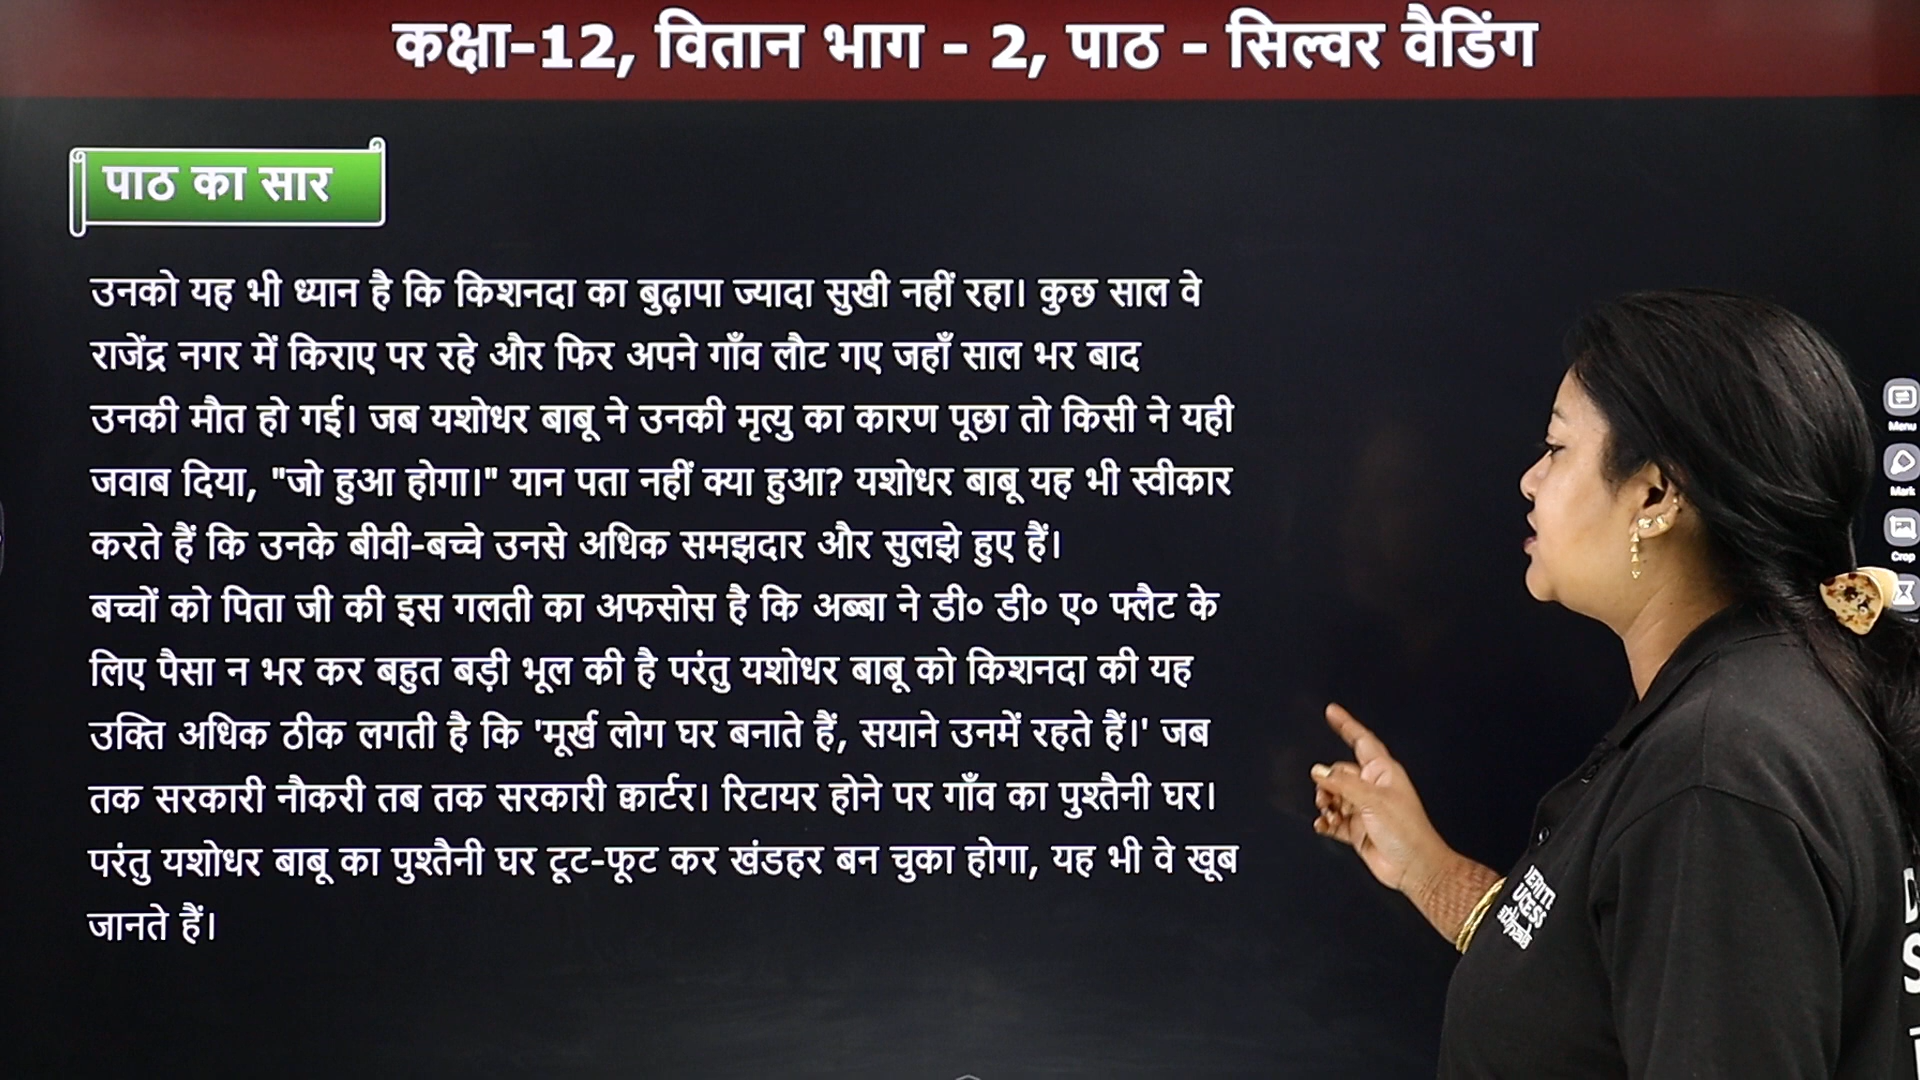 कक्षा-12, वितान भाग - 2, पाठ - सिल्वर वैडिंग
पाठ का सार
उनको यह भी ध्यान है कि किशनदा का बुढ़ापा ज्यादा सुखी नहीं रहा। कुछ साल वे
राजेंद्र नगर में किराए पर रहे और फिर अपने गाँव लौट गए जहाँ साल भर बाद
उनकी मौत हो गई। जब यशोधर बाबू ने उनकी मृत्यु का कारण पूछा तो किसी ने यही
जवाब दिया, "जो हुआ होगा।" यान पता नहीं क्या हुआ? यशोधर बाबू यह भी स्वीकार
करते हैं कि उनके बीवी-बच्चे उनसे अधिक समझदार और सुलझे हुए हैं।
बच्चों को पिता जी की इस गलती का अफसोस है कि अब्बा ने डी० डी० ए० फ्लैट के
लिए पैसा न भर कर बहुत बड़ी भूल की है परंतु यशोधर बाबू को किशनदा की यह
उक्ति अधिक ठीक लगती है कि 'मूर्ख लोग घर बनाते हैं, सयाने उनमें रहते हैं।' जब
तक सरकारी नौकरी तब तक सरकारी क्वार्टर। रिटायर होने पर गाँव का पुश्तैनी घर।
परंतु यशोधर बाबू का पुश्तैनी घर टूट-फूट कर खंडहर बन चुका होगा, यह भी वे खूब
जानते हैं।
Menu
Mark
Crop